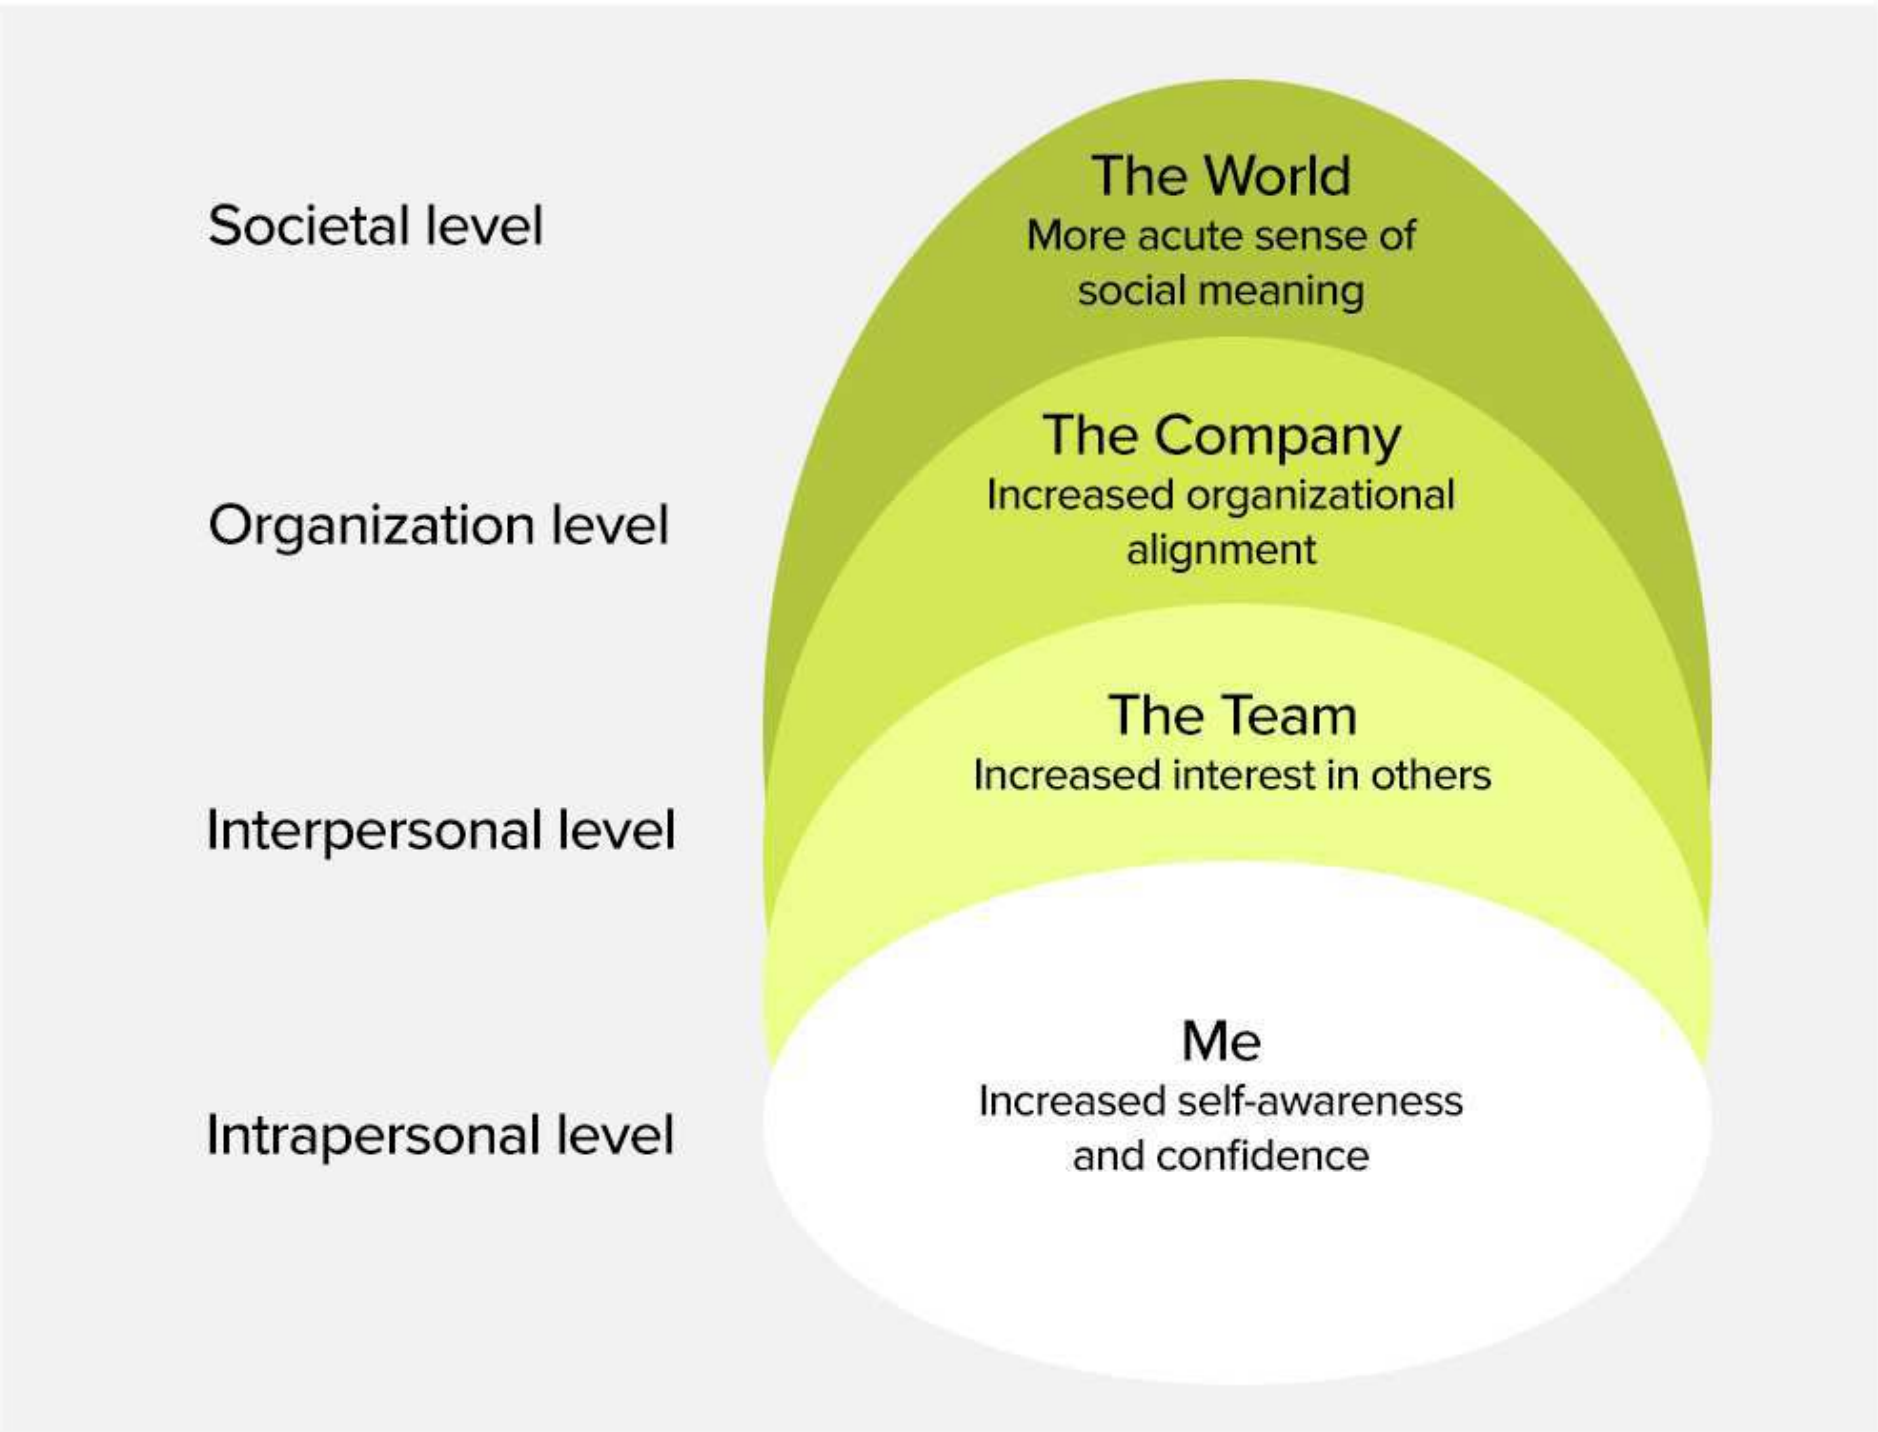 Societal level
The World
More acute sense of
social meaning
Organization level
The Company
Increased organizational
alignment
Interpersonal level
The Team
Increased interest in others
Intrapersonal level
Me
Increased self-awareness
and confidence